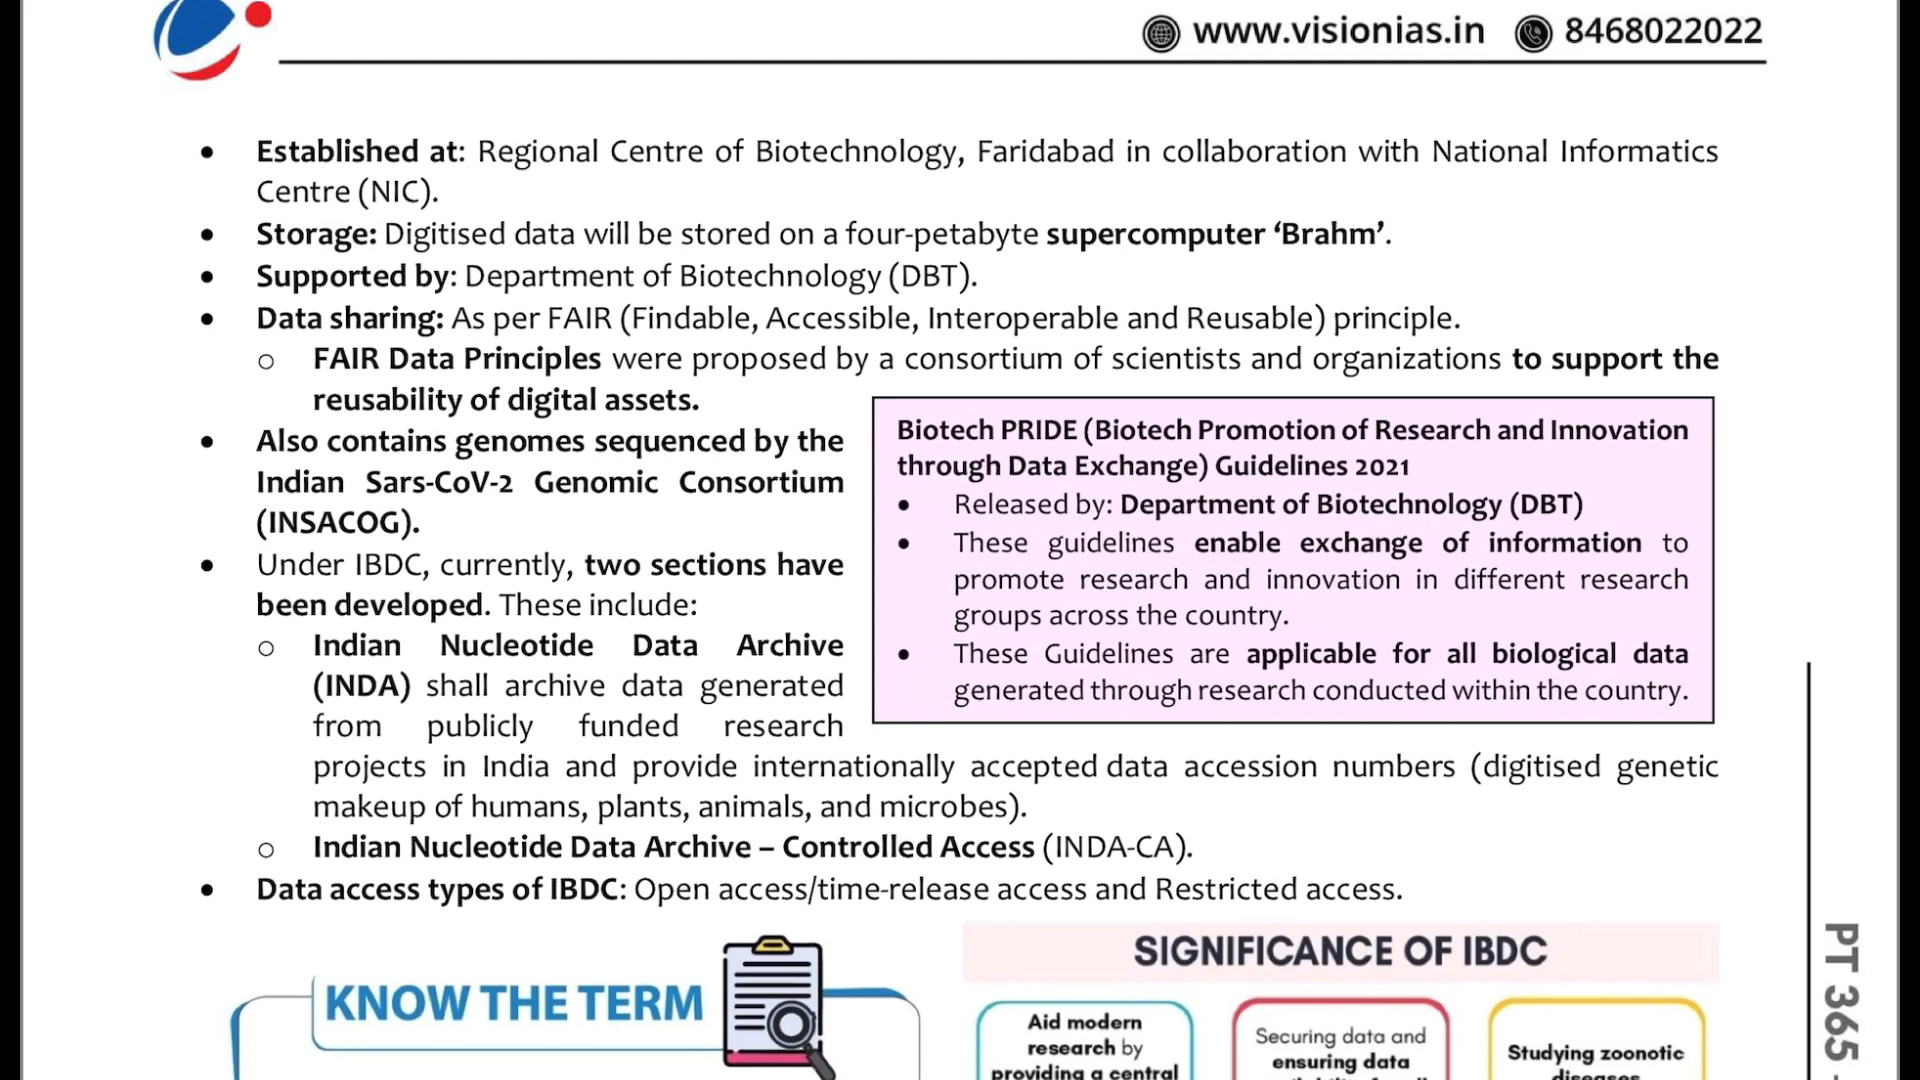 www.visionias.in 8468022022
• Established at: Regional Centre of Biotechnology, Faridabad in collaboration with National Informatics
Centre (NIC).
• Storage: Digitised data will be stored on a four-petabyte supercomputer ‘Brahm’.
• Supported by: Department of Biotechnology (DBT).
• Data sharing: As per FAIR (Findable, Accessible, Interoperable and Reusable) principle.
o FAIR Data Principles were proposed by a consortium of scientists and organizations to support the
reusability of digital assets.
• Also contains genomes sequenced by the
Indian Sars-CoV-2 Genomic Consortium
(INSACOG).
• Under IBDC, currently, two sections have
been developed. These include:
o Indian Nucleotide Data Archive
(INDA) shall archive data generated
from publicly funded research
projects in India and provide internationally accepted data accession numbers (digitised genetic
makeup of humans, plants, animals, and microbes).
o Indian Nucleotide Data Archive – Controlled Access (INDA-CA).
• Data access types of IBDC: Open access/time-release access and Restricted access.
Biotech PRIDE (Biotech Promotion of Research and Innovation
through Data Exchange) Guidelines 2021
• Released by: Department of Biotechnology (DBT)
• These guidelines enable exchange of information to
promote research and innovation in different research
groups across the country.
• These Guidelines are applicable for all biological data
generated through research conducted within the country.
KNOW THE TERM
SIGNIFICANCE OF IBDC
Aid modern
research by
providing a central
Securing data and
ensuring data
Studying zoonotic
diseases
PT 365